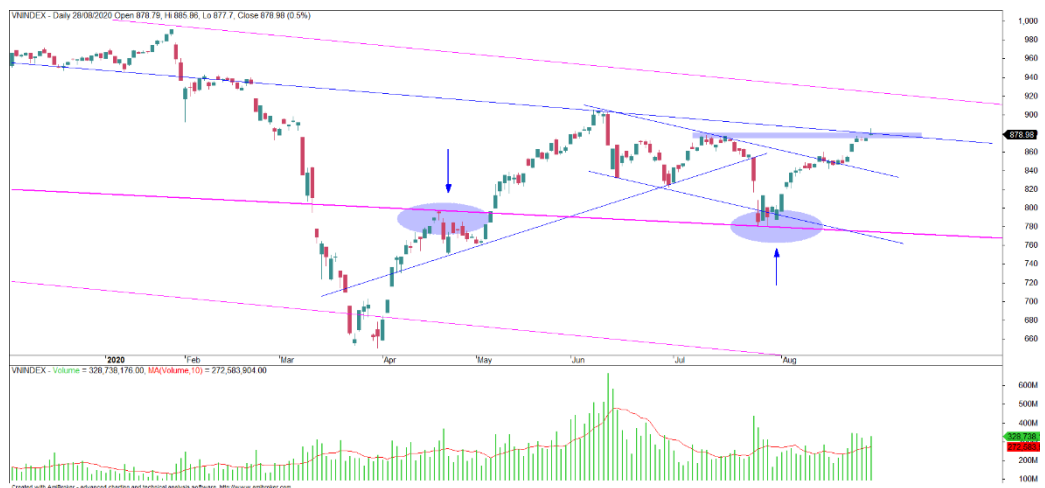 VNINDEX - Daily 28/08/2020 Open 878.79, Hi 885.86, Lo 877.7, Close 878.98 (0.5%)
1,000
980
960
940
920
900
878.98
860
840
820
800
780
760
740
720
700
680
660
2020 Feb Mar Apr May Jun Jul Aug
VNINDEX - Volume = 328,738,176.00, MA(Volume,10) = 272,583,904.00
600M
500M
400M
328,738,
272,583,
200M
100M
Created with AmiBroker - advanced charting and technical analysis software. http://www.amibroker.com